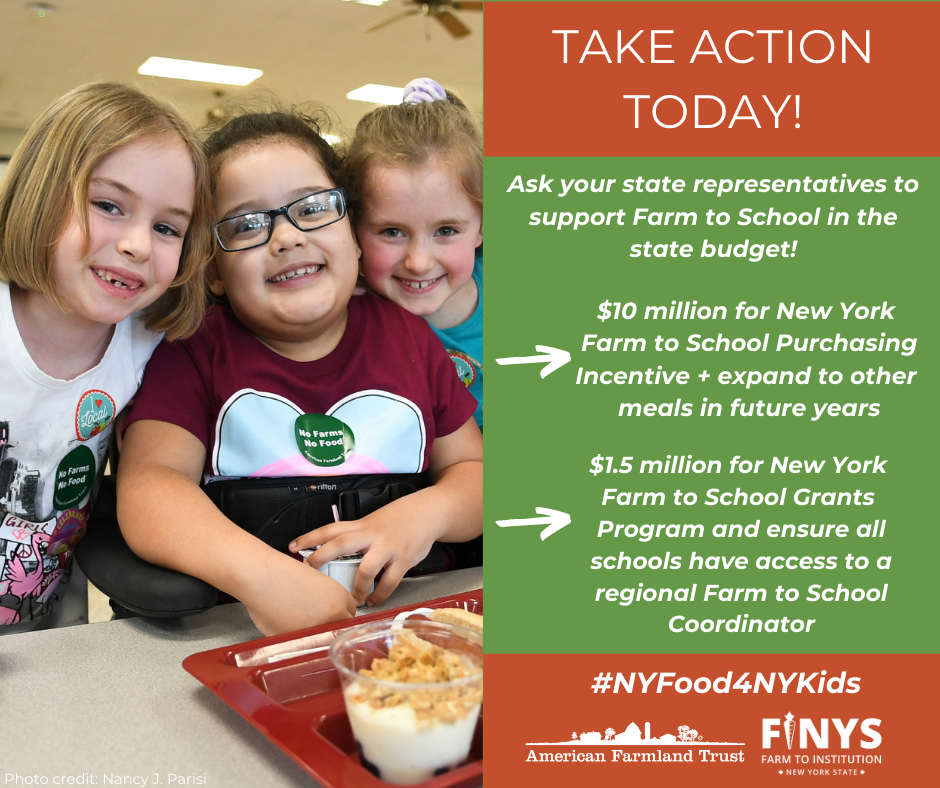 TAKE ACTION
TODAY!
Ask your state representatives to
support Farm to School in the
state budget!
$10 million for New York
Farm to School Purchasing
Incentive + expand to other
meals in future years
$1.5 million for New York
Farm to School Grants
Program and ensure all
schools have access to a
regional Farm to School
Coordinator
#NYFood4NYKids
American Farmland Trust
FINYS
FARM TO INSTITUTION
NEW YORK STATE
I
Local
No Farms
No Food
No Farms
No Food
GIRL
Photo credit: Nancy J. Parisi